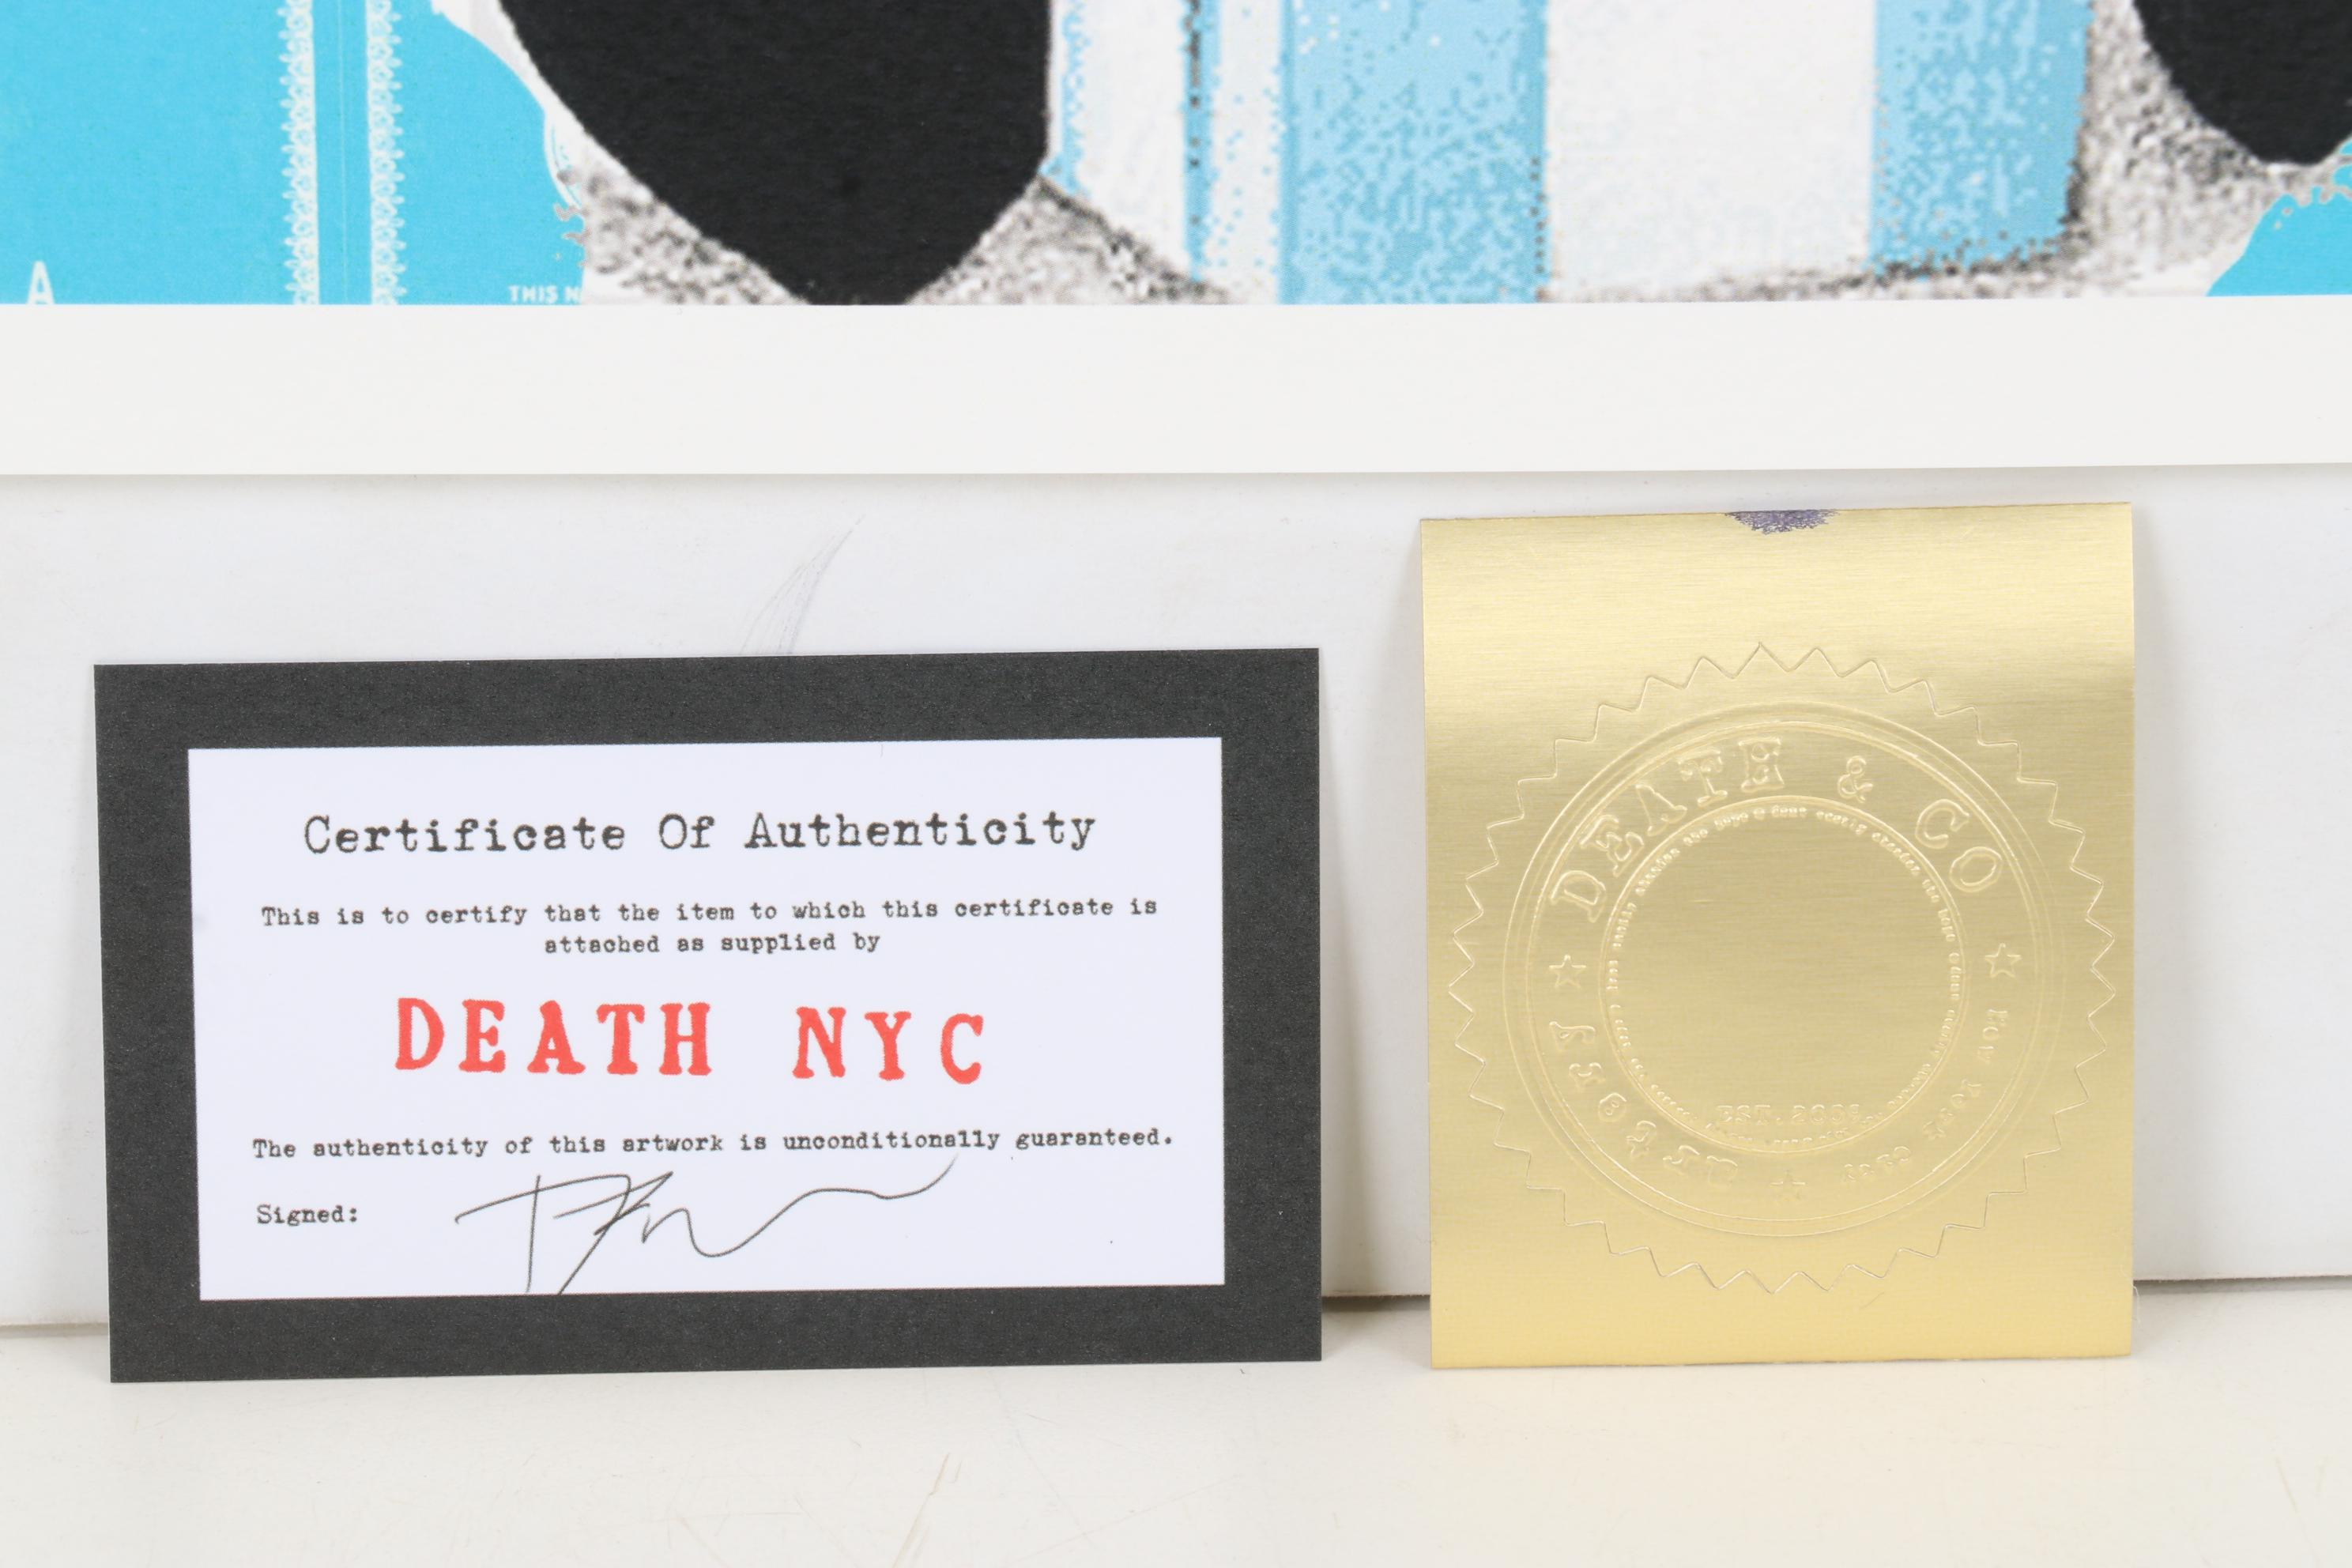 A
THIS N
Certificate Of Authenticity
This is to certify that the item to which this certificate is
attached as supplied by
DEATH NYC
The authenticity of this artwork is unconditionally guaranteed.
Signed:
DEATH & CO